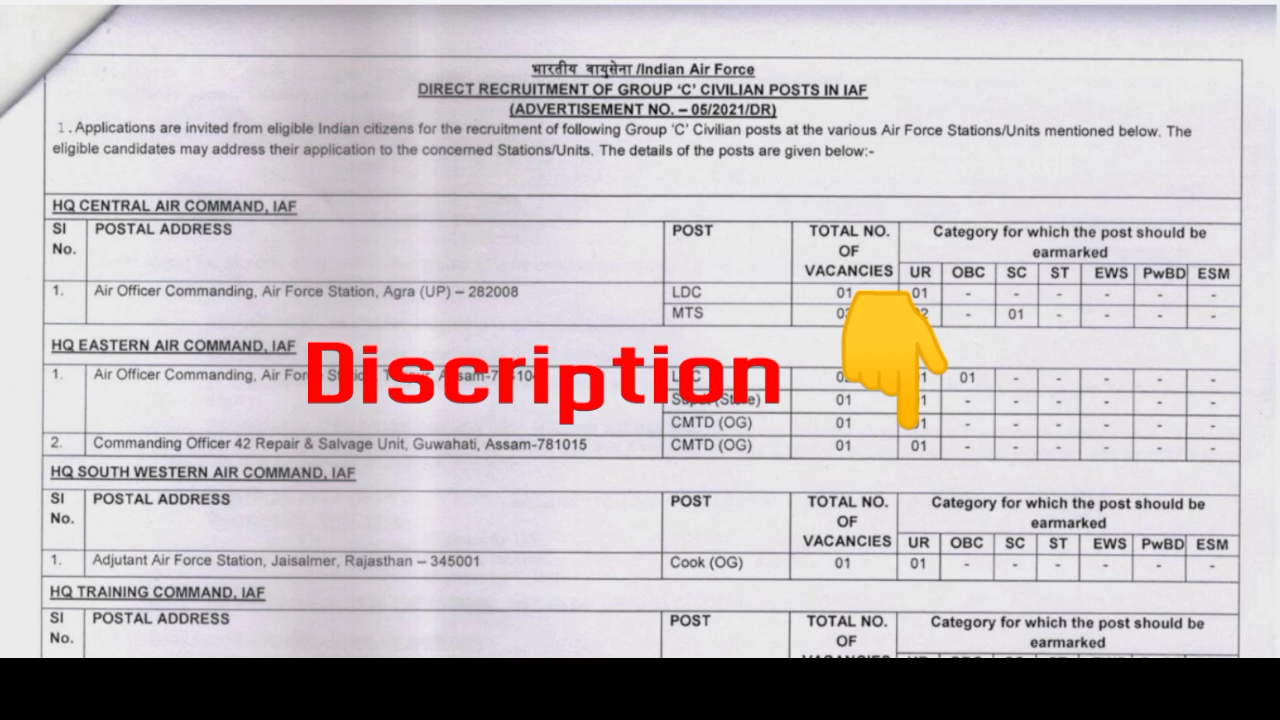 भारतीय वायुसेना /Indian Air Force
DIRECT RECRUITMENT OF GROUP 'C' CIVILIAN POSTS IN IAF
(ADVERTISEMENT NO. – 05/2021/DR)
1. Applications are invited from eligible Indian citizens for the recruitment of following Group 'C' Civilian posts at the various Air Force Stations/Units mentioned below. The
eligible candidates may address their application to the concerned Stations/Units. The details of the posts are given below:-
HQ CENTRAL AIR COMMAND, IAF
SI No. POSTAL ADDRESS POST TOTAL NO. OF VACANCIES Category for which the post should be earmarked
UR OBC SC ST EWS PwBD ESM
1. Air Officer Commanding, Air Force Station, Agra (UP) – 282008 LDC 01 01 - - - - - -
MTS - 01 - - - -
HQ EASTERN AIR COMMAND, IAF
1. Air Officer Commanding, Air 01 - - - - -
Discription
01 - - - - - -
CMTD (OG) 01 - - - - - -
2. Commanding Officer 42 Repair & Salvage Unit, Guwahati, Assam-781015 CMTD (OG) 01 01 - - - - - -
HQ SOUTH WESTERN AIR COMMAND, IAF
SI No. POSTAL ADDRESS POST TOTAL NO. OF VACANCIES Category for which the post should be earmarked
UR OBC SC ST EWS PwBD ESM
1. Adjutant Air Force Station, Jaisalmer, Rajasthan – 345001 Cook (OG) 01 01 - - - - - -
HQ TRAINING COMMAND, IAF
SI No. POSTAL ADDRESS POST TOTAL NO. OF Category for which the post should be earmarked